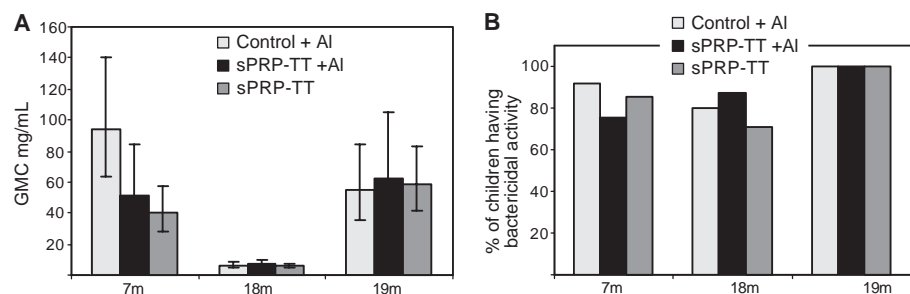 A
GMC mg/mL
160
140
120
100
80
60
40
20
Control + Al
sPRP-TT +Al
sPRP-TT
7m
18m
19m
B
% of children having
bactericidal activity
100
80
60
40
20
Control + Al
sPRP-TT +Al
sPRP-TT
7m
18m
19m